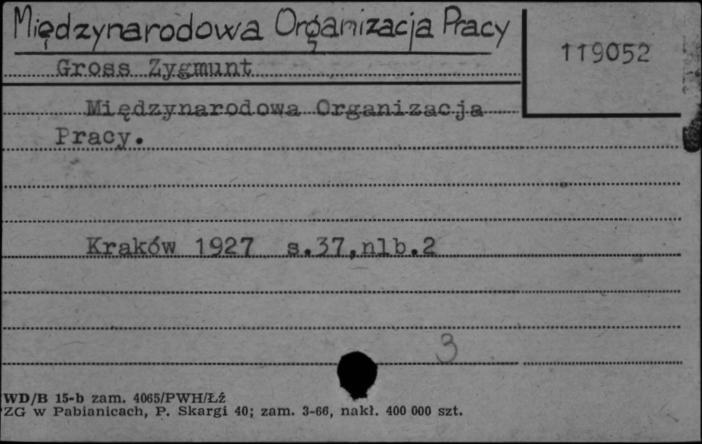 Międzynarodowa Organizacja Pracy
119052
Gross Zygmunt
Międzynarodowa Organizacja
Pracy.
Kraków 1927 s.37,nlb.2
3
WD/B 15-b zam. 4065/PWH/Łź
ZG w Pabianicach, P. Skargi 40; zam. 3-66, nakł. 400 000 szt.